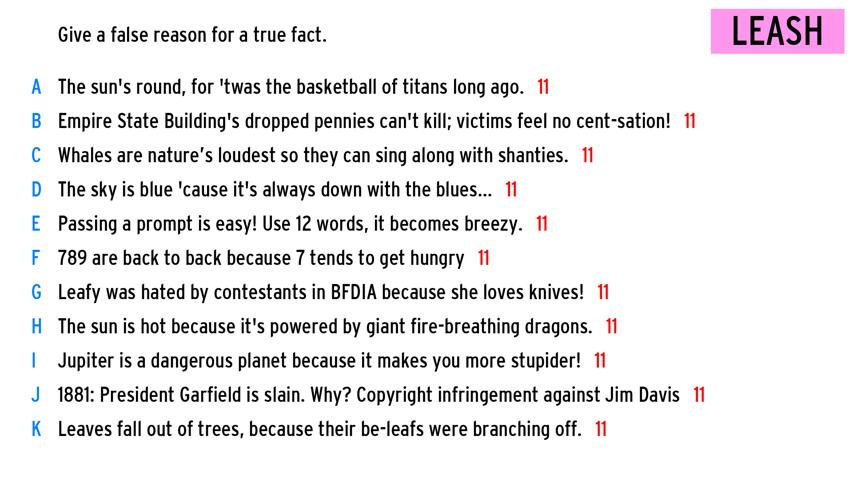 Give a false reason for a true fact.
LEASH
A The sun's round, for 'twas the basketball of titans long ago. 11
B Empire State Building's dropped pennies can't kill; victims feel no cent-sation! 11
C Whales are nature’s loudest so they can sing along with shanties. 11
D The sky is blue 'cause it's always down with the blues... 11
E Passing a prompt is easy! Use 12 words, it becomes breezy. 11
F 789 are back to back because 7 tends to get hungry 11
G Leafy was hated by contestants in BFDIA because she loves knives! 11
H The sun is hot because it's powered by giant fire-breathing dragons. 11
I Jupiter is a dangerous planet because it makes you more stupider! 11
J 1881: President Garfield is slain. Why? Copyright infringement against Jim Davis 11
K Leaves fall out of trees, because their be-leafs were branching off. 11